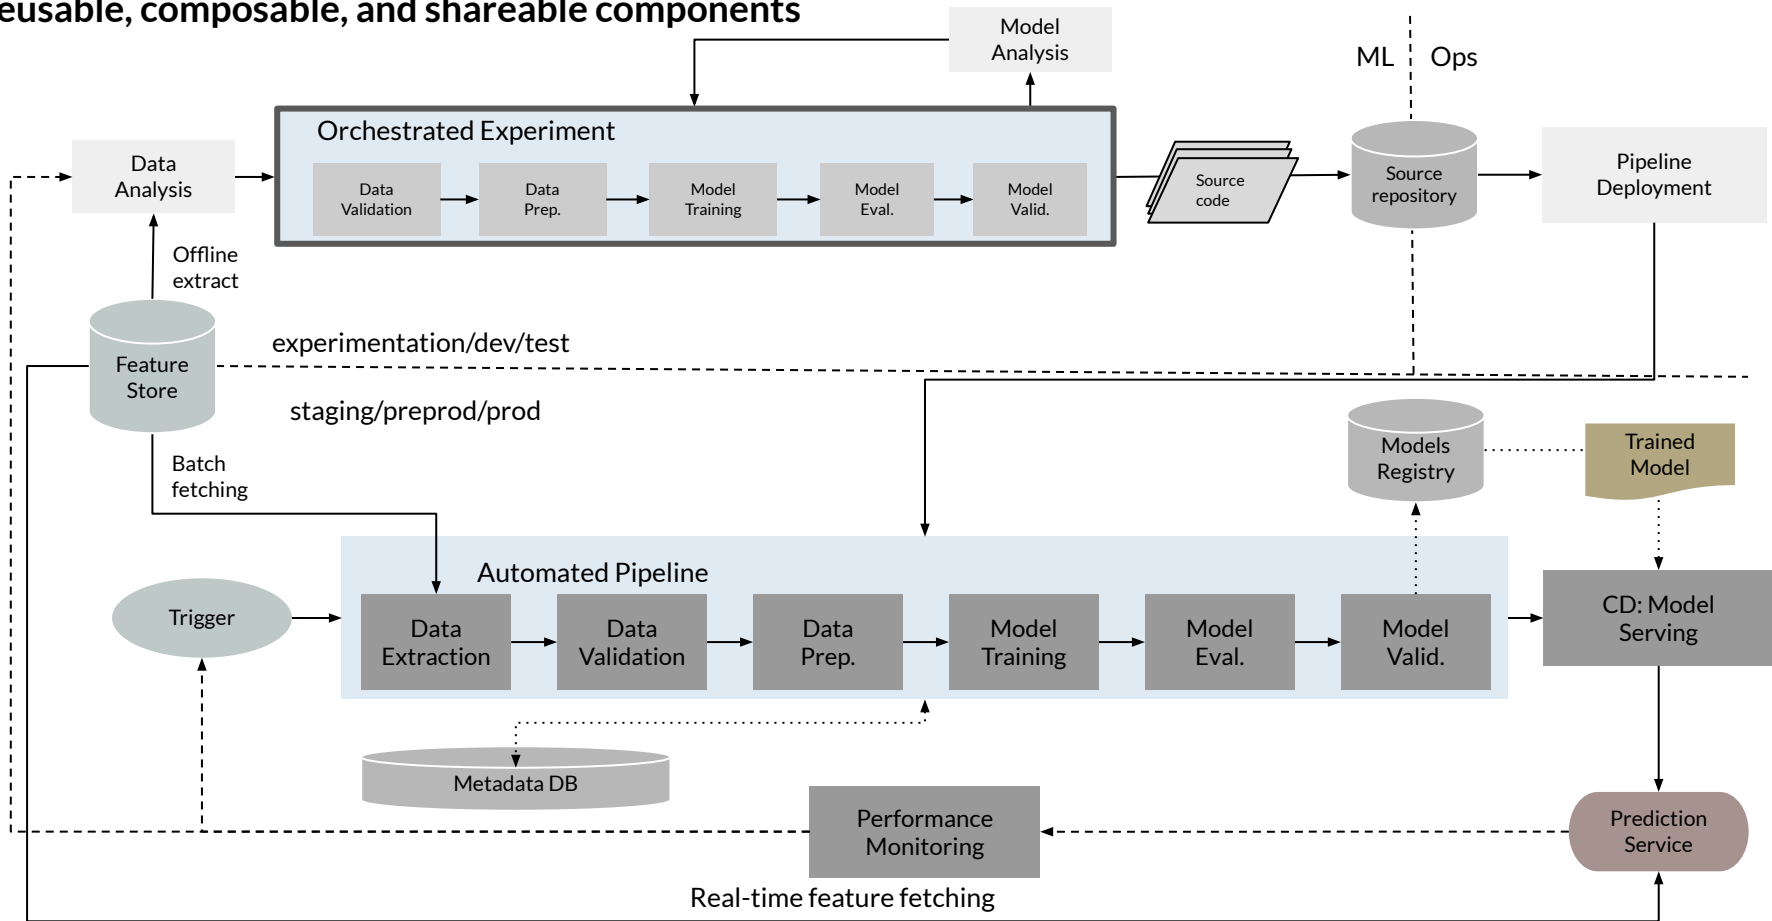 eusable, composable, and shareable components
Model
Analysis
ML
Ops
Orchestrated Experiment
Data
Analysis
Data
Validation
Data
Prep.
Model
Training
Model
Eval.
Model
Valid.
Source
code
Source
repository
Pipeline
Deployment
Offline
extract
Feature
Store
experimentation/dev/test
staging/preprod/prod
Batch
fetching
Models
Registry
Trained
Model
Automated Pipeline
Trigger
Data
Extraction
Data
Validation
Data
Prep.
Model
Training
Model
Eval.
Model
Valid.
CD: Model
Serving
Metadata DB
Performance
Monitoring
Prediction
Service
Real-time feature fetching